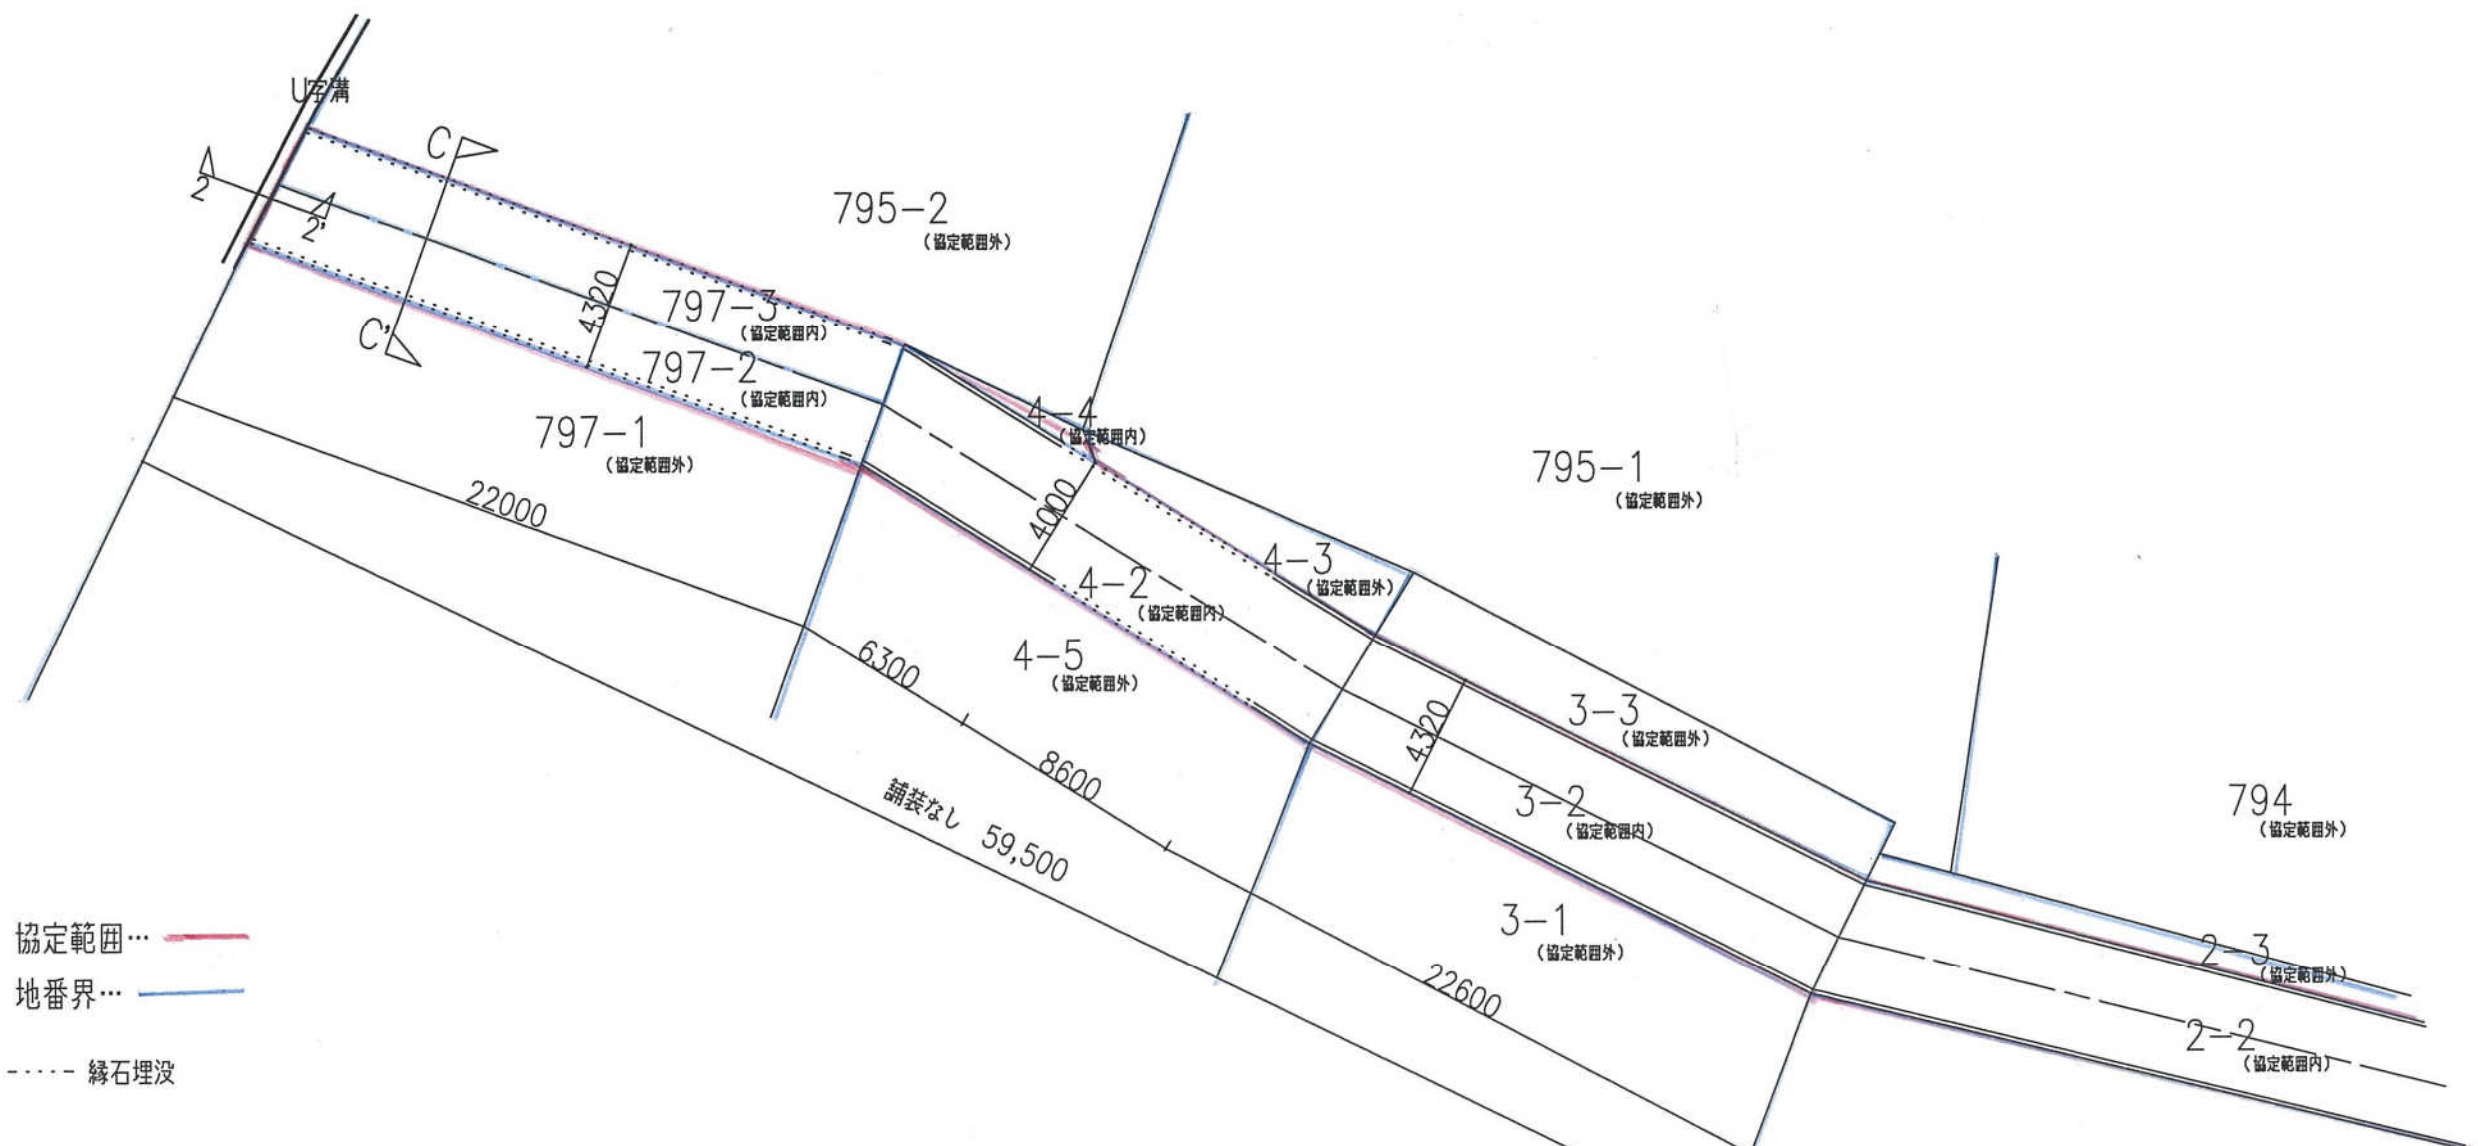 U字溝
C
2
2'
C'
795-2
(協定範囲外)
4320
797-3
(協定範囲内)
797-2
(協定範囲内)
797-1
(協定範囲外)
4-4
(協定範囲内)
795-1
(協定範囲外)
22000
4000
4-3
(協定範囲外)
4-2
(協定範囲内)
4-5
(協定範囲外)
6300
8600
3-3
(協定範囲外)
4320
3-2
(協定範囲内)
794
(協定範囲外)
舗装なし 59,500
3-1
(協定範囲外)
22600
2-3
(協定範囲外)
2-2
(協定範囲内)
協定範囲…
地番界…
縁石埋没